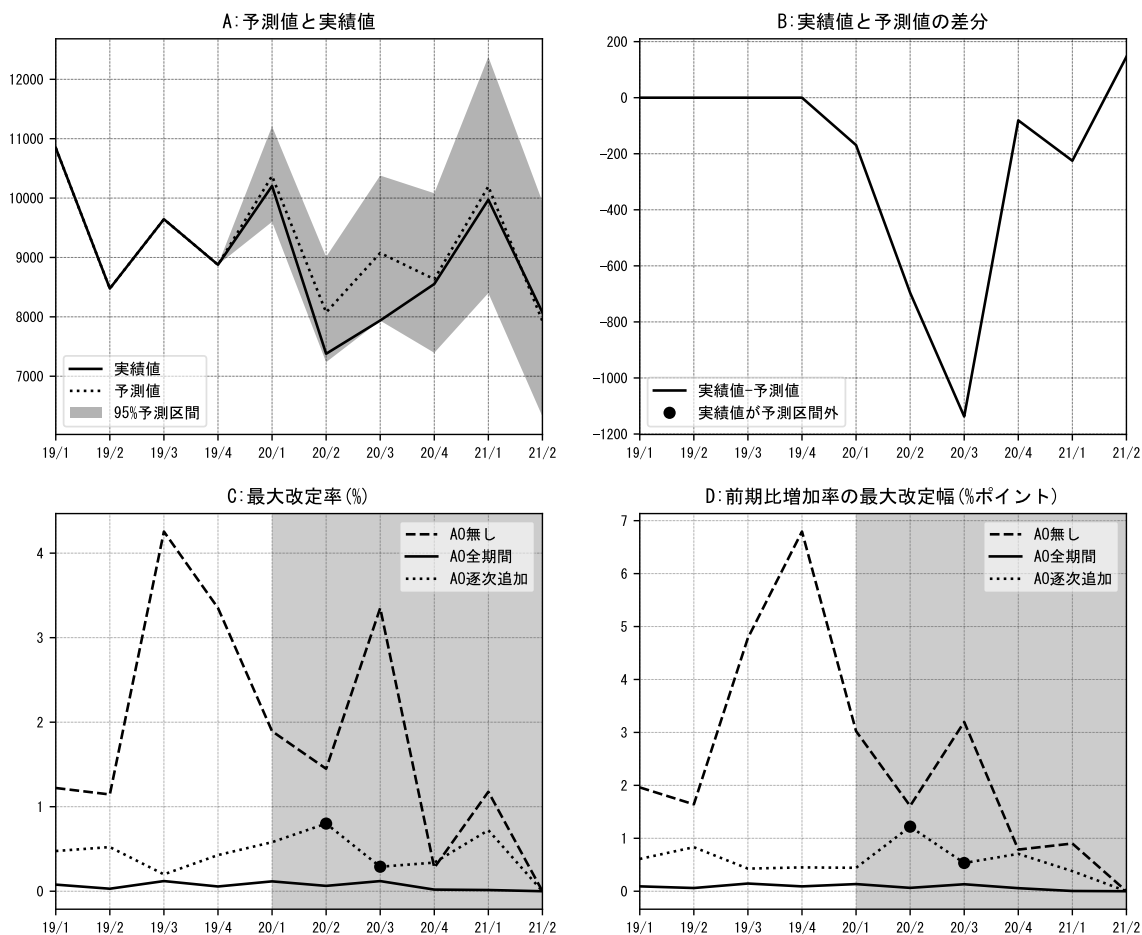 A:予測値と実績値
12000
11000
10000
9000
8000
7000
実績値
予測値
95%予測区間
19/1 19/2 19/3 19/4 20/1 20/2 20/3 20/4 21/1 21/2
B:実績値と予測値の差分
200
0
−200
−400
−600
−800
−1000
−1200
実績値−予測値
実績値が予測区間外
19/1 19/2 19/3 19/4 20/1 20/2 20/3 20/4 21/1 21/2
C:最大改定率(%)
4
3
2
1
0
AO無し
AO全期間
AO逐次追加
19/1 19/2 19/3 19/4 20/1 20/2 20/3 20/4 21/1 21/2
D:前期比増加率の最大改定幅(%ポイント)
7
6
5
4
3
2
1
0
AO無し
AO全期間
AO逐次追加
19/1 19/2 19/3 19/4 20/1 20/2 20/3 20/4 21/1 21/2